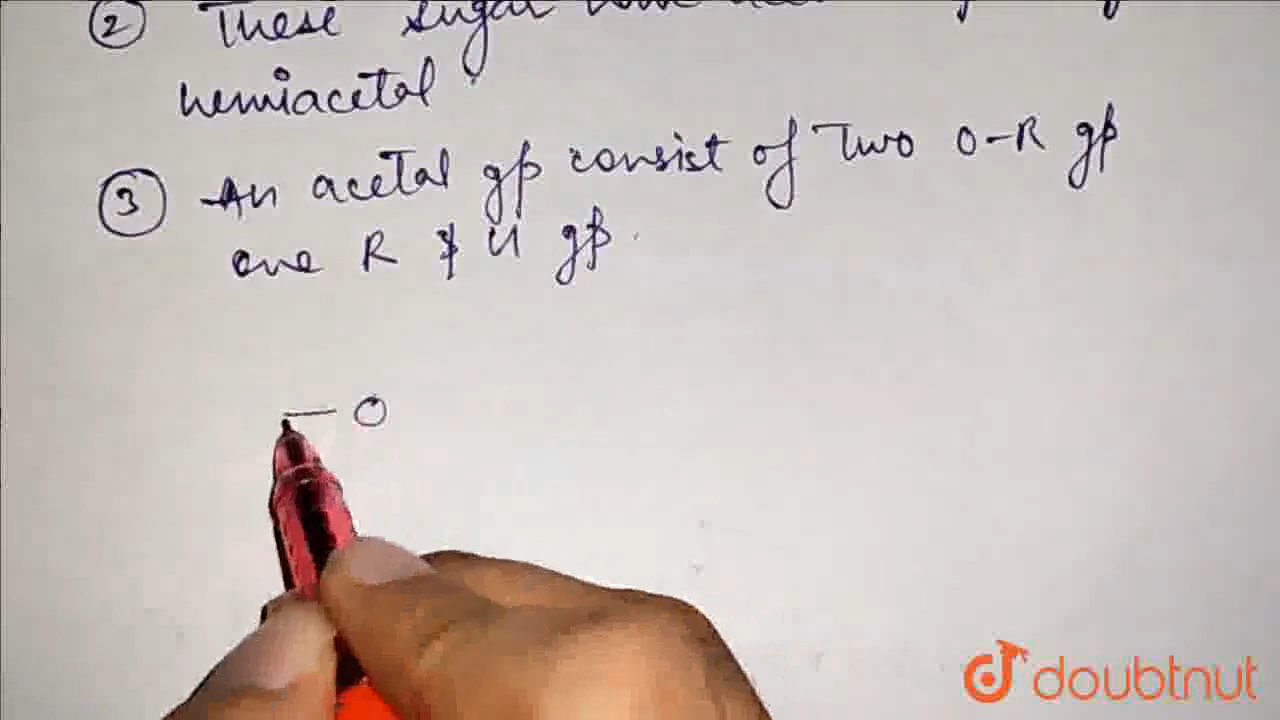 ② These sugar
hemiacetal
③ An acetal gp consist of Two O-R gp
one R & H gp.
— O
doubtnut